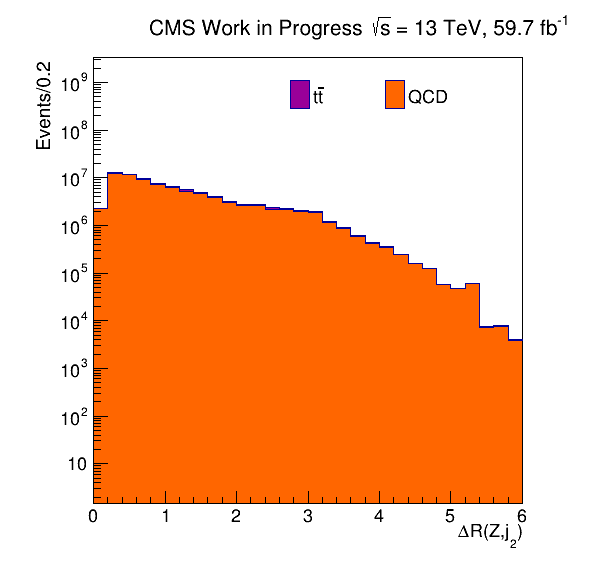 CMS Work in Progress √s = 13 TeV, 59.7 fb⁻¹
Events/0.2
tt̄ QCD
10⁹
10⁸
10⁷
10⁶
10⁵
10⁴
10³
10²
10
0 1 2 3 4 5 6
ΔR(Z,j₂)